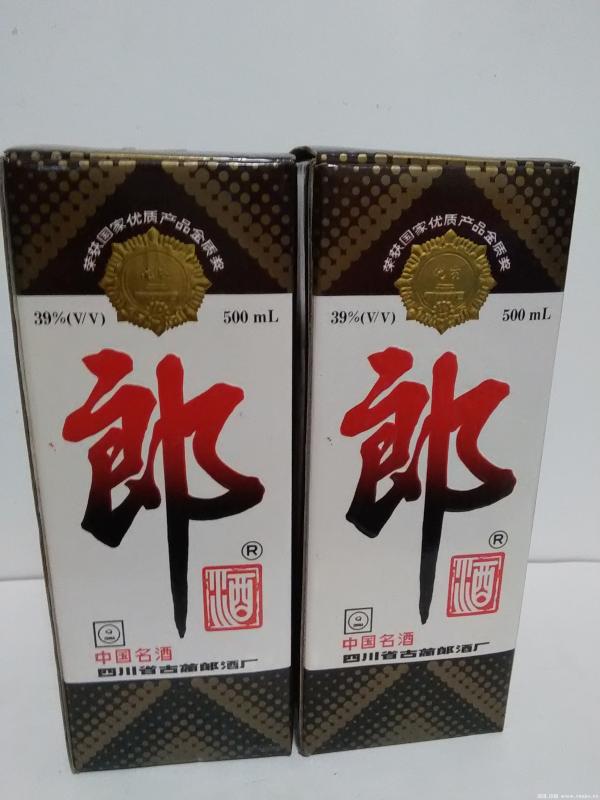 荣获国家优质产品金质奖
39%(V/V)
500 mL
郎
®
酒
中国名酒
四川省古蔺郎酒厂
荣获国家优质产品金质奖
39%(V/V)
500 mL
郎
®
酒
中国名酒
四川省古蔺郎酒厂